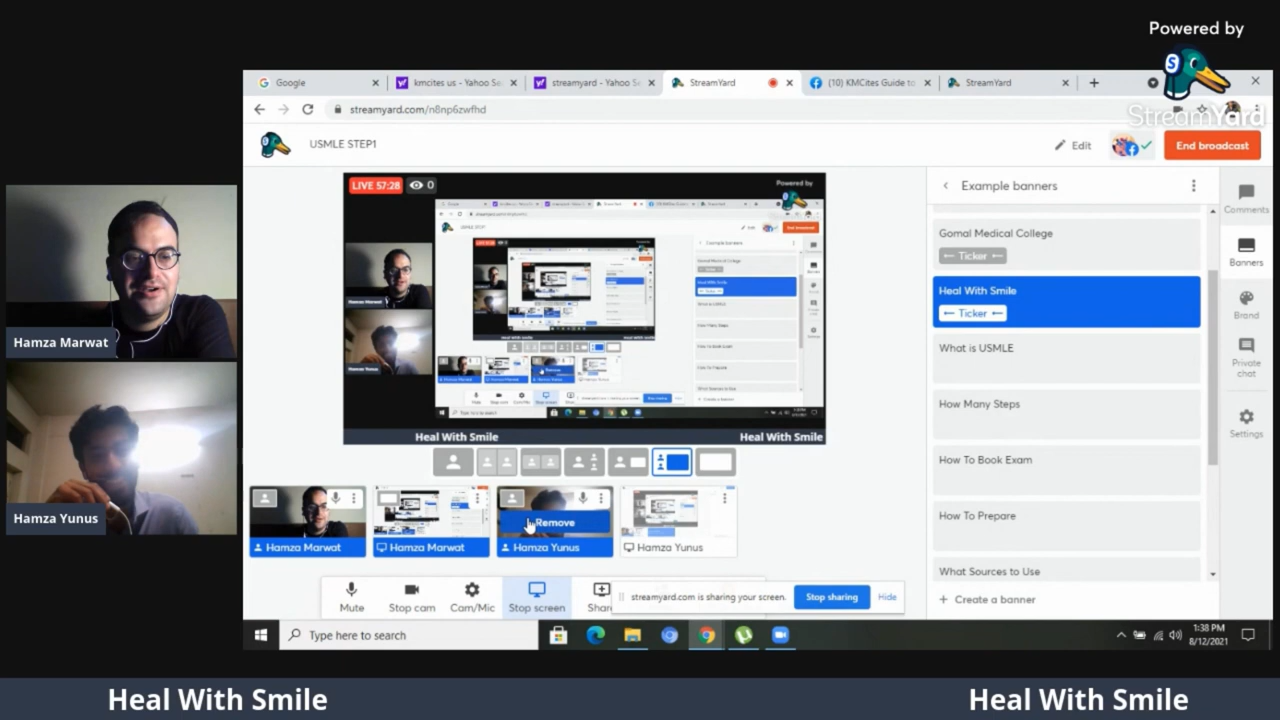 Powered by
StreamYard
Google
kmcites us - Yahoo Se
streamyard - Yahoo Se
StreamYard
(10) KMCites Guide to
StreamYard
streamyard.com/n8np6zwfhd
USMLE STEP1
Edit
End broadcast
LIVE 57:28
0
Powered by
Example banners
Gomal Medical College
Ticker
Heal With Smile
Ticker
What is USMLE
How Many Steps
How To Book Exam
How To Prepare
What Sources to Use
+ Create a banner
Comments
Banners
Brand
Private chat
Settings
Hamza Marwat
Hamza Yunus
Heal With Smile
Heal With Smile
Remove
Hamza Marwat
Hamza Marwat
Hamza Yunus
Hamza Yunus
Mute
Stop cam
Cam/Mic
Stop screen
Shar
streamyard.com is sharing your screen.
Stop sharing
Hide
Type here to search
1:38 PM
8/12/2021
Heal With Smile
Heal With Smile